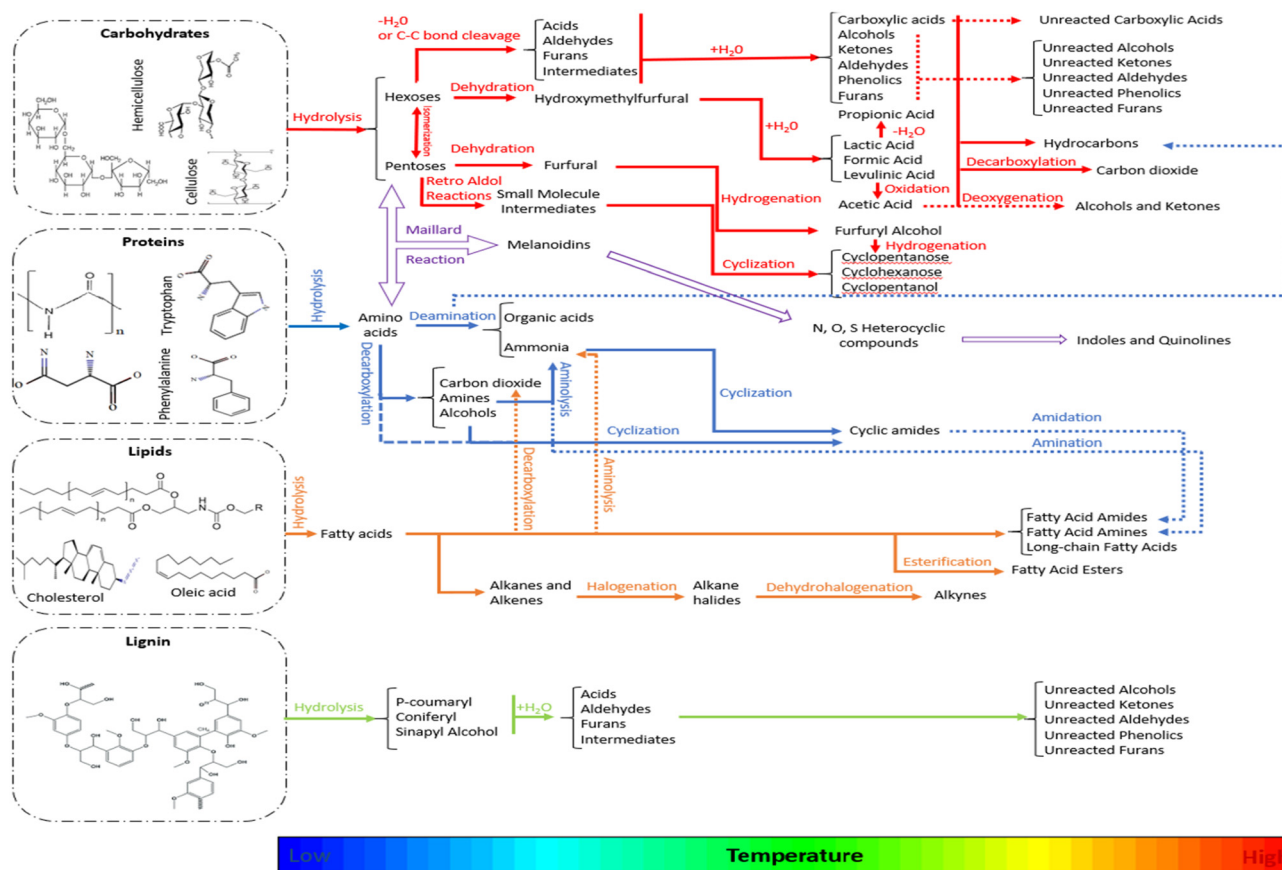 Carbohydrates
Hemicellulose
Cellulose
Hydrolysis
-H₂0
or C-C bond cleavage
Acids
Aldehydes
Furans
Intermediates
+H₂0
Carboxylic acids
Alcohols
Ketones
Aldehydes
Phenolics
Furans
Unreacted Carboxylic Acids
Unreacted Alcohols
Unreacted Ketones
Unreacted Aldehydes
Unreacted Phenolics
Unreacted Furans
Hexoses
Dehydration
Hydroxymethylfurfural
+H₂0
Isomerization
Propionic Acid
-H₂O
Lactic Acid
Formic Acid
Levulinic Acid
Oxidation
Acetic Acid
Hydrocarbons
Decarboxylation
Carbon dioxide
Deoxygenation
Alcohols and Ketones
Pentoses
Dehydration
Furfural
Retro Aldol
Reactions
Small Molecule
Intermediates
Hydrogenation
Furfuryl Alcohol
Hydrogenation
Cyclization
Cyclopentanose
Cyclohexanose
Cyclopentanol
Maillard
Reaction
Melanoidins
N, O, S Heterocyclic
compounds
Indoles and Quinolines
Proteins
Tryptophan
Phenylalanine
n
N
H
O
Hydrolysis
Amino
acids
Deamination
Organic acids
Ammonia
Decarboxylation
Carbon dioxide
Amines
Alcohols
Aminolysis
Cyclization
Cyclization
Cyclic amides
Amidation
Amination
Lipids
Cholesterol
Oleic acid
Hydrolysis
Fatty acids
Decarboxylation
Aminolysis
Fatty Acid Amides
Fatty Acid Amines
Long-chain Fatty Acids
Esterification
Fatty Acid Esters
Alkanes and
Alkenes
Halogenation
Alkane
halides
Dehydrohalogenation
Alkynes
Lignin
Hydrolysis
P-coumaryl
Coniferyl
Sinapyl Alcohol
+H₂O
Acids
Aldehydes
Furans
Intermediates
Unreacted Alcohols
Unreacted Ketones
Unreacted Aldehydes
Unreacted Phenolics
Unreacted Furans
Low
Temperature
High